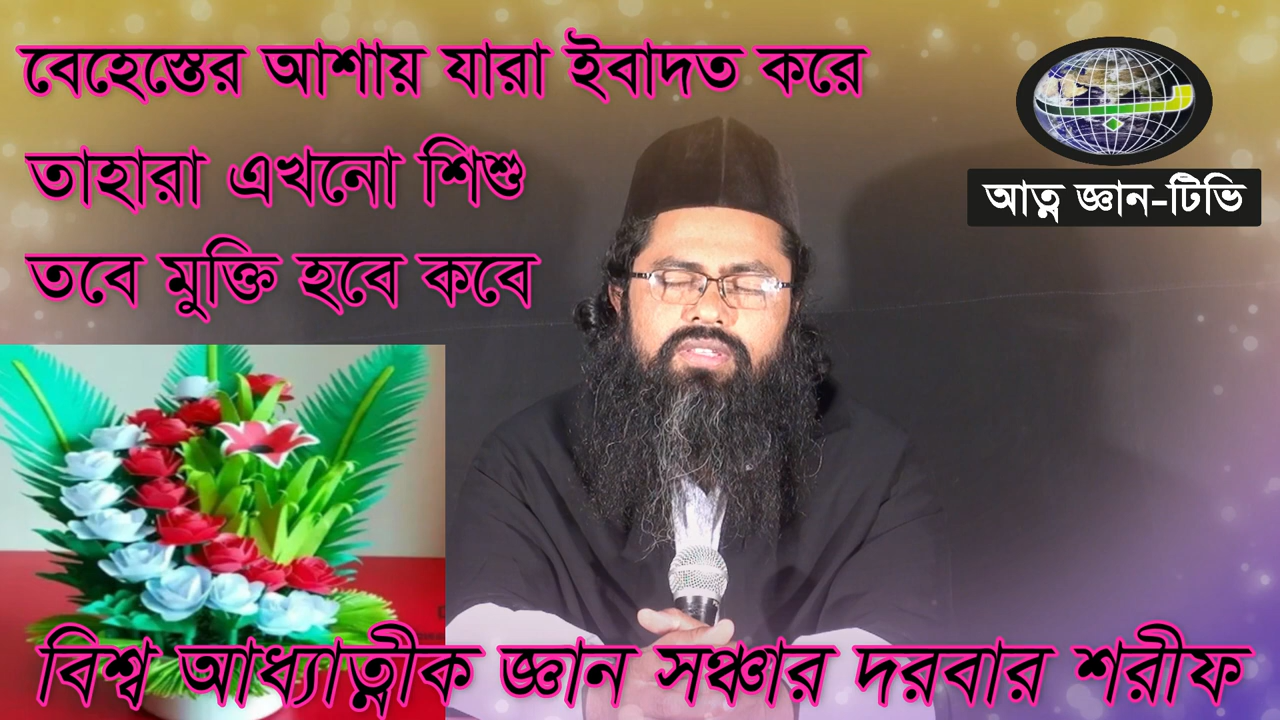 বেহেস্তের আশায় যারা ইবাদত করে
তাহারা এখনো শিশু
তবে মুক্তি হবে কবে
আত্ন জ্ঞান-টিভি
বিশ্ব আধ্যাত্নীক জ্ঞান সঞ্চার দরবার শরীফ